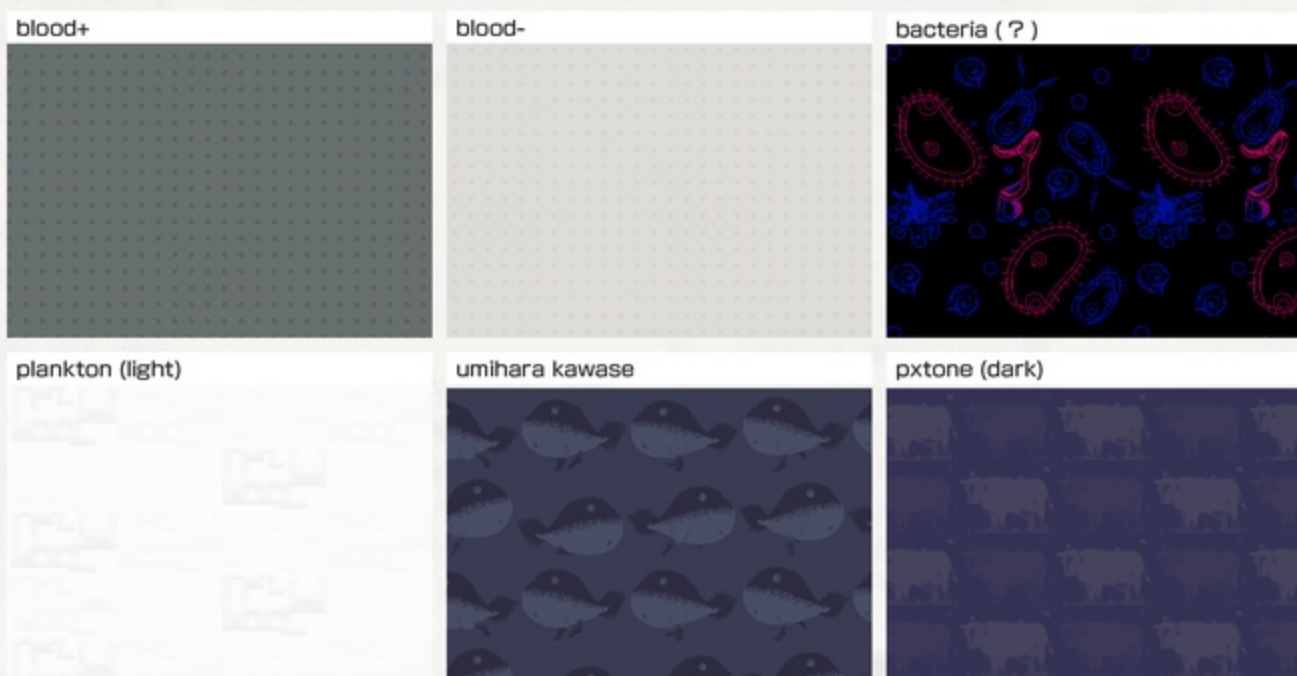 blood+
blood-
bacteria ( ? )
plankton (light)
umihara kawase
pxtone (dark)